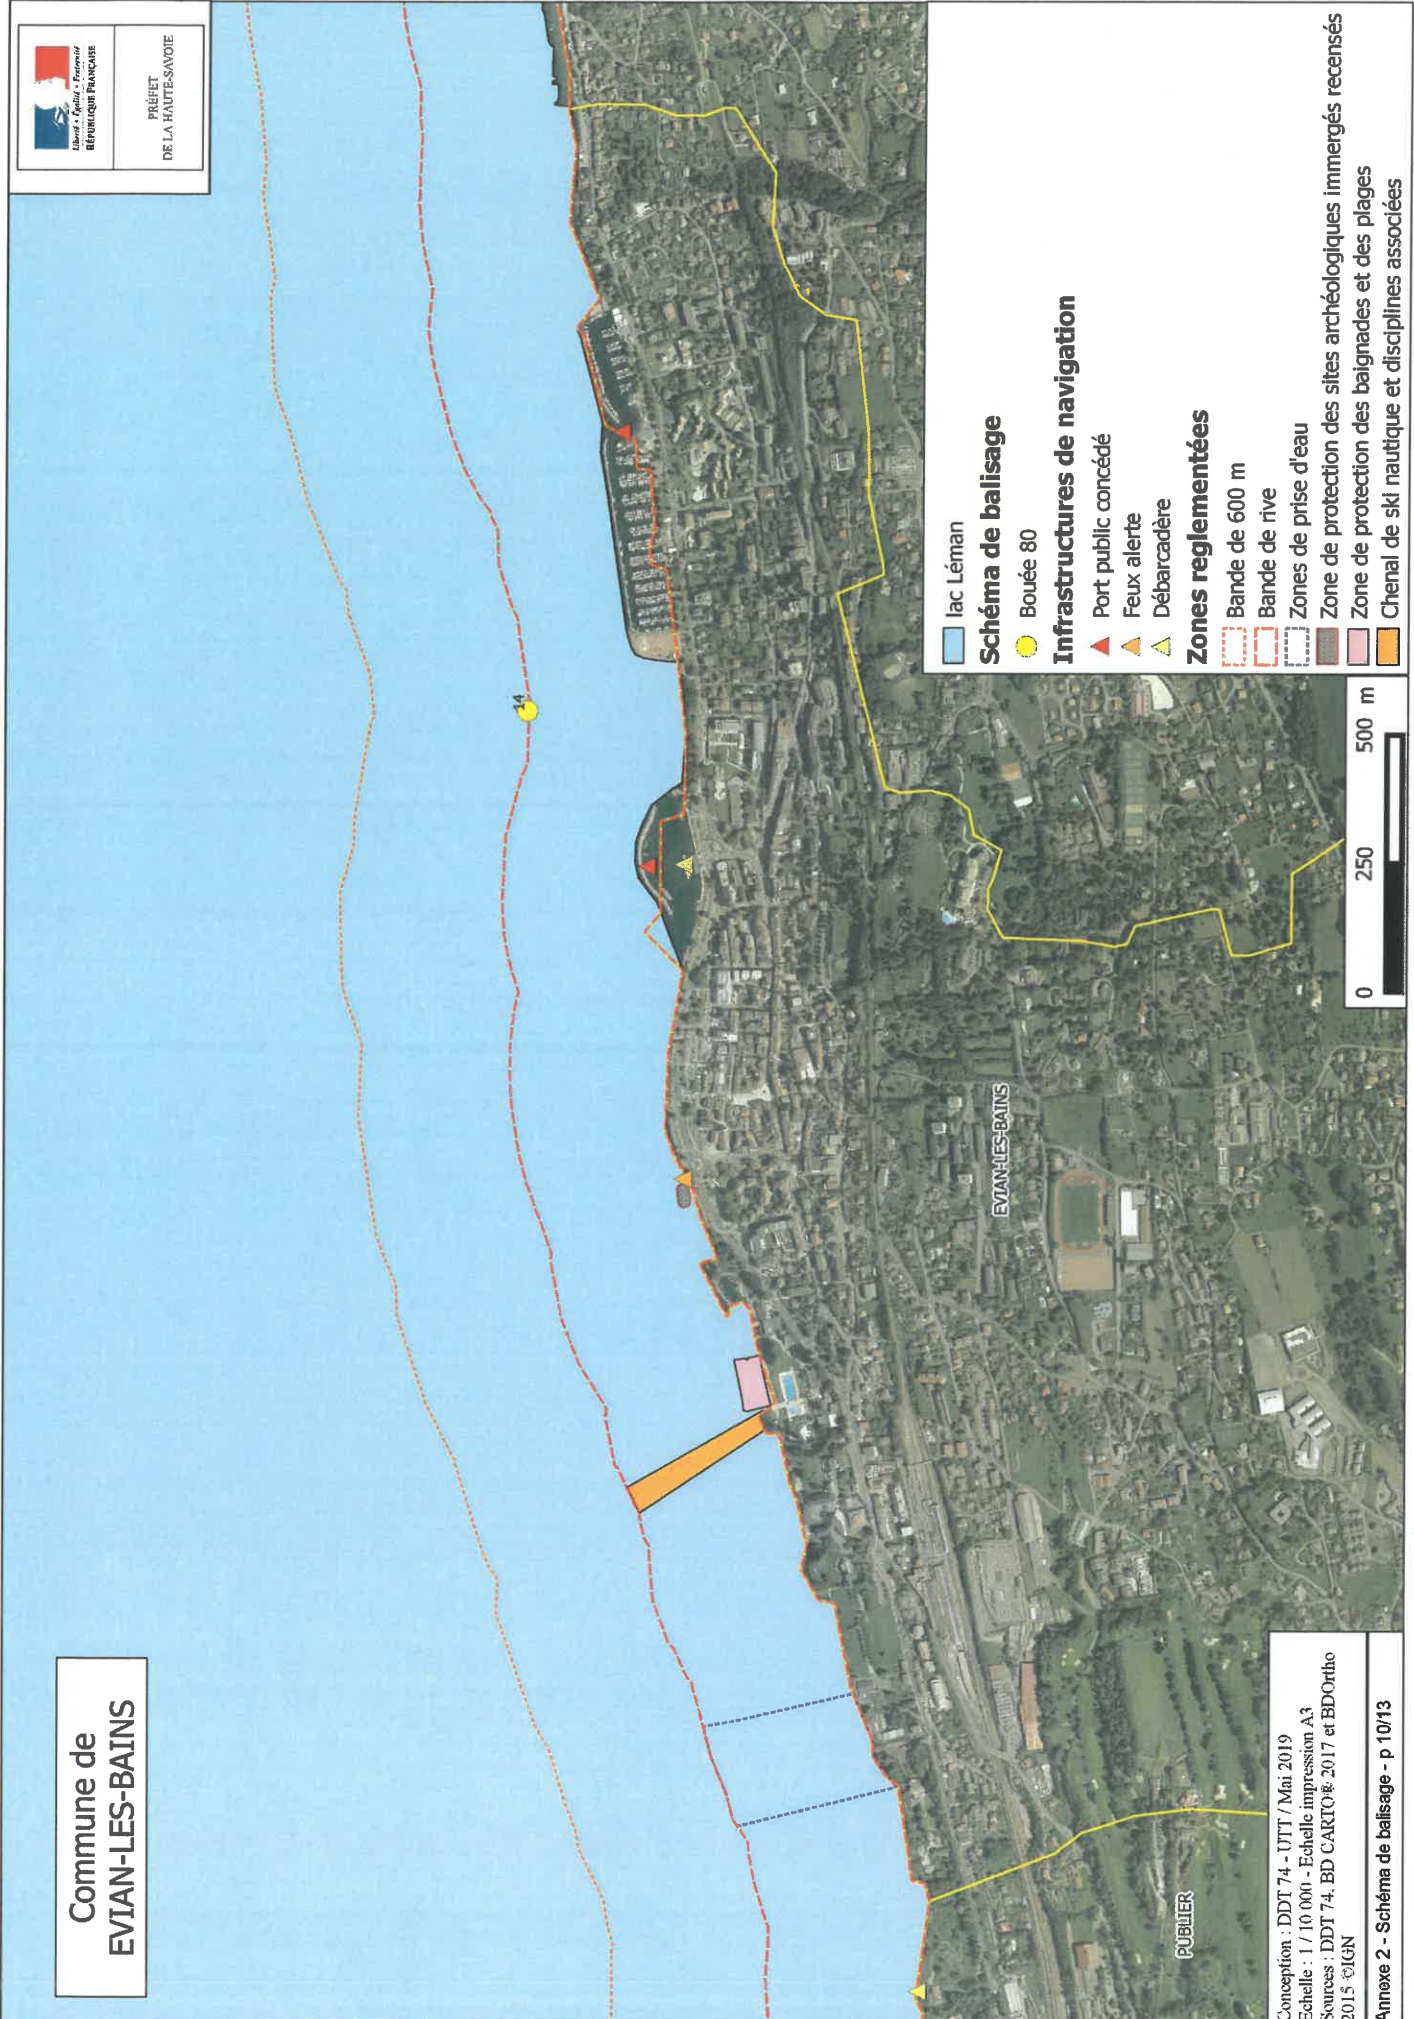 Commune de
EVIAN-LES-BAINS
Liberté • Égalité • Fraternité
RÉPUBLIQUE FRANÇAISE
PRÉFET
DE LA HAUTE-SAVOIE
14
EVIAN-LES-BAINS
PUBLIER
lac Léman
Schéma de balisage
Bouée 80
Infrastructures de navigation
Port public concédé
Feux alerte
Débarcadère
Zones reglementées
Bande de 600 m
Bande de rive
Zones de prise d'eau
Zone de protection des sites archéologiques immergés recensés
Zone de protection des baignades et des plages
Chenal de ski nautique et disciplines associées
0 250 500 m
Conception : DDT 74 - UTT / Mai 2019
Echelle : 1 / 10 000 - Echelle impression A3
Sources : DDT 74, BD CARTO® 2017 et BDOrtho
2015 ©IGN
Annexe 2 - Schéma de balisage - p 10/13